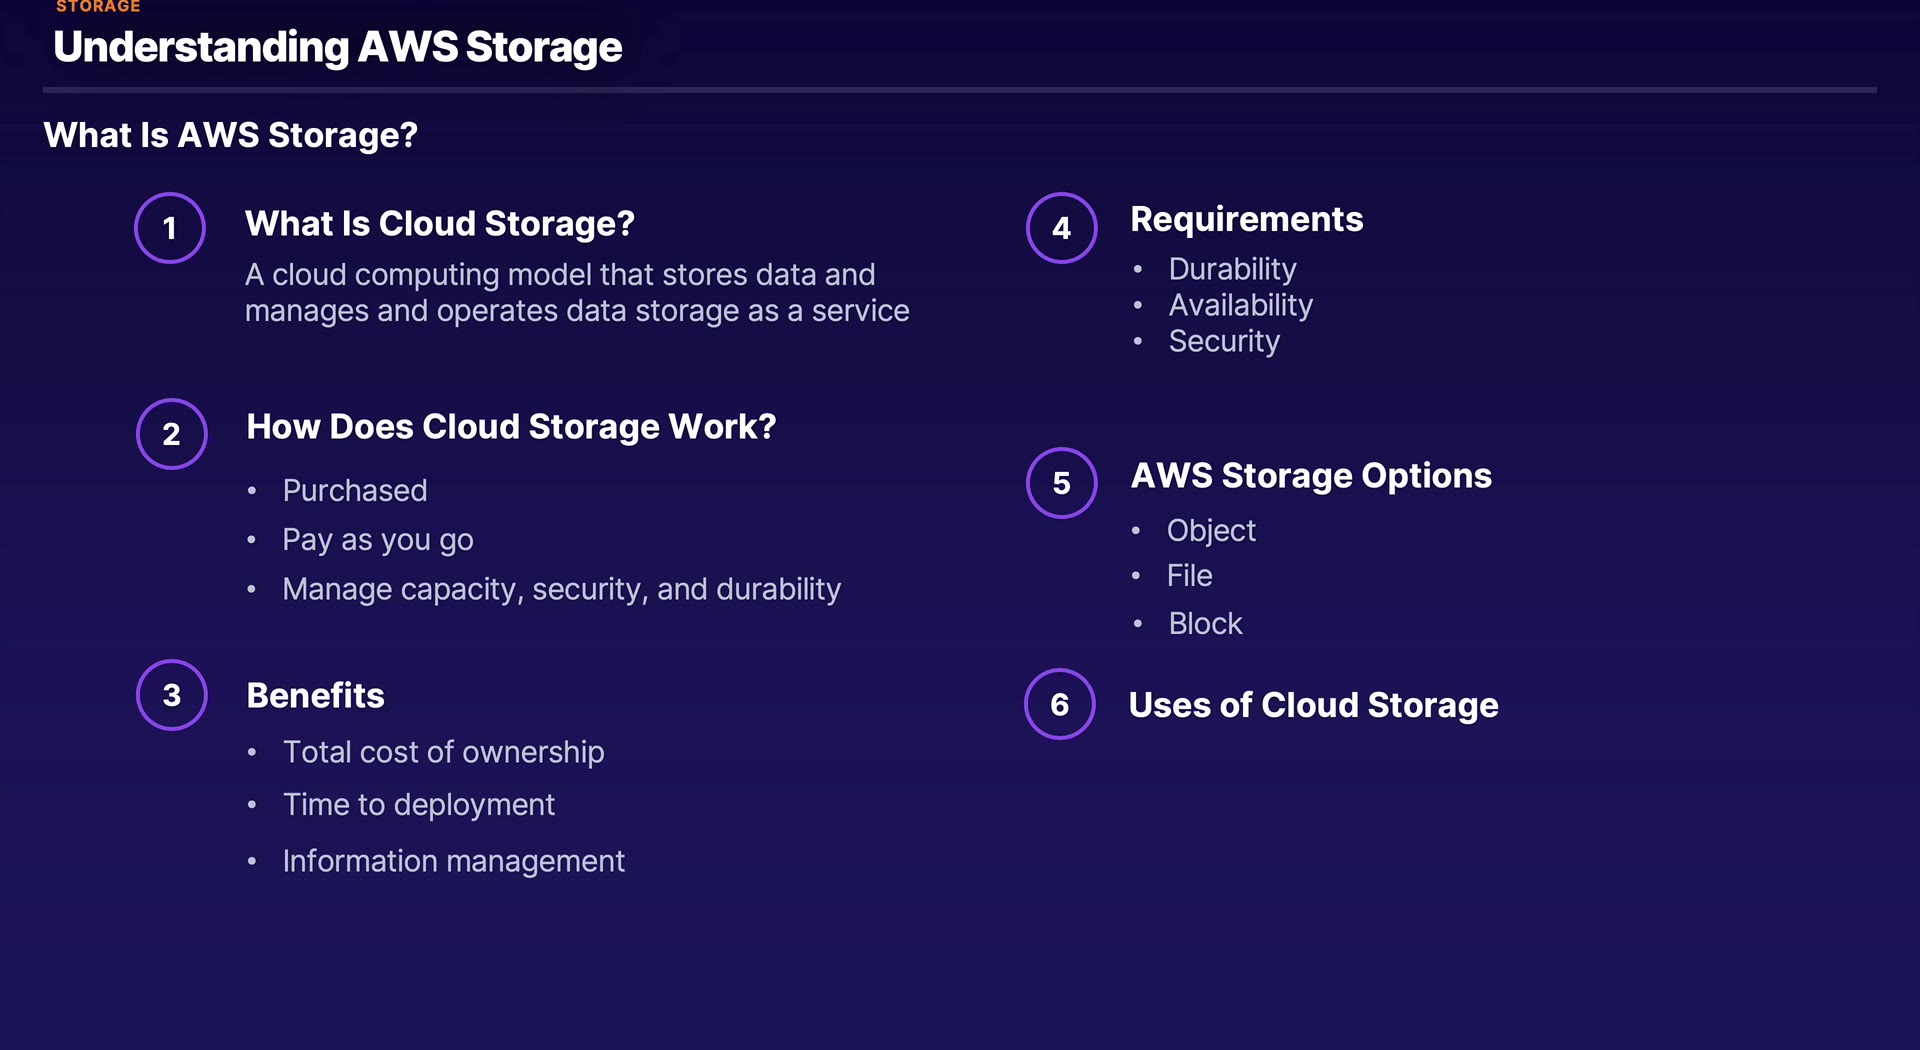 STORAGE
Understanding AWS Storage
What Is AWS Storage?
1
What Is Cloud Storage?
A cloud computing model that stores data and
manages and operates data storage as a service
2
How Does Cloud Storage Work?
• Purchased
• Pay as you go
• Manage capacity, security, and durability
3
Benefits
• Total cost of ownership
• Time to deployment
• Information management
4
Requirements
• Durability
• Availability
• Security
5
AWS Storage Options
• Object
• File
• Block
6
Uses of Cloud Storage